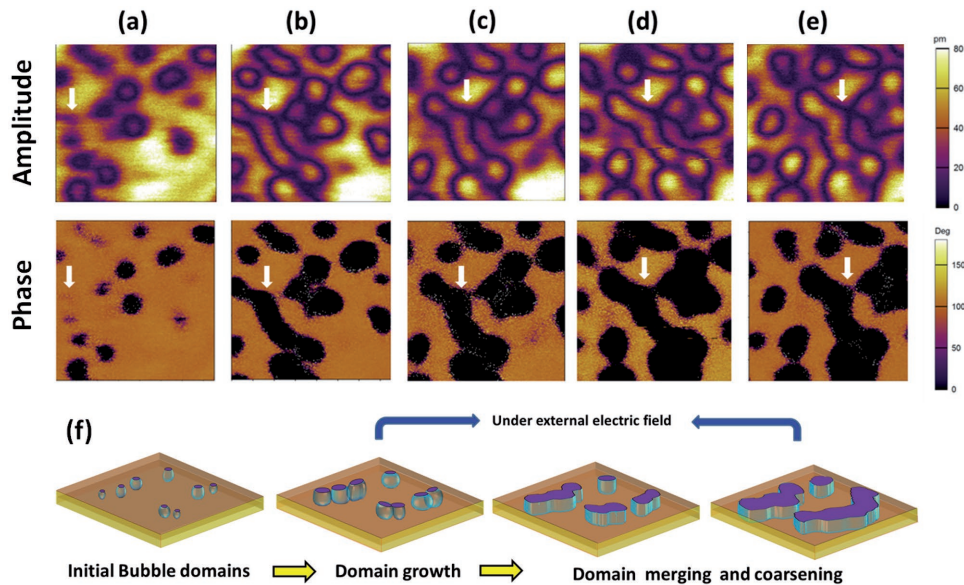 (a) (b) (c) (d) (e)
Amplitude
pm
80
60
40
20
0
Phase
Deg
150
100
50
0
(f)
Under external electric field
Initial Bubble domains Domain growth Domain merging and coarsening